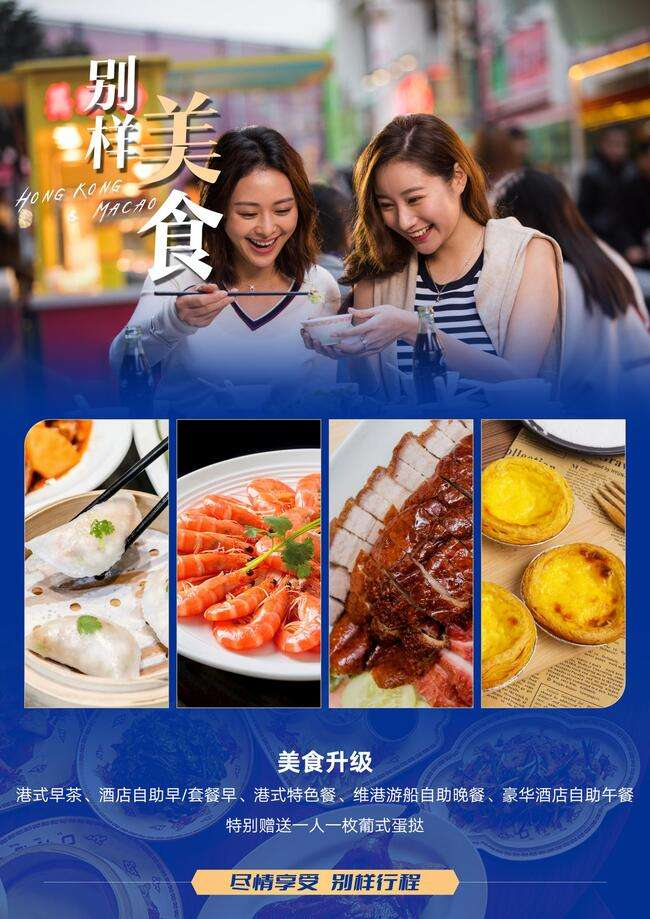 别样
美食
HONG KONG
& MACAO
美食升级
港式早茶、酒店自助早/套餐早、港式特色餐、维港游船自助晚餐、豪华酒店自助午餐
特别赠送一人一枚葡式蛋挞
尽情享受 别样行程